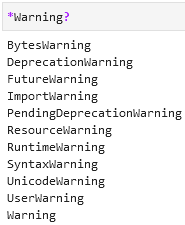 *Warning?
BytesWarning
DeprecationWarning
FutureWarning
ImportWarning
PendingDeprecationWarning
ResourceWarning
RuntimeWarning
SyntaxWarning
UnicodeWarning
UserWarning
Warning